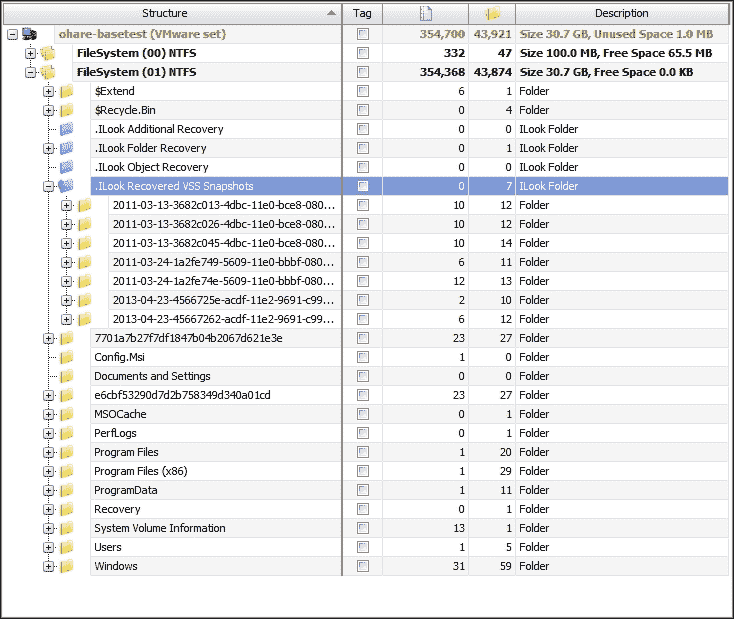 Structure Tag Description
ohare-basetest (VMware set) 354,700 43,921 Size 30.7 GB, Unused Space 1.0 MB
FileSystem (00) NTFS 332 47 Size 100.0 MB, Free Space 65.5 MB
FileSystem (01) NTFS 354,368 43,874 Size 30.7 GB, Free Space 0.0 KB
$Extend 6 1 Folder
$Recycle.Bin 0 4 Folder
.ILook Additional Recovery 0 0 ILook Folder
.ILook Folder Recovery 0 1 ILook Folder
.ILook Object Recovery 0 0 ILook Folder
.ILook Recovered VSS Snapshots 0 7 ILook Folder
2011-03-13-3682c013-4dbc-11e0-bce8-080... 10 12 Folder
2011-03-13-3682c026-4dbc-11e0-bce8-080... 10 12 Folder
2011-03-13-3682c045-4dbc-11e0-bce8-080... 10 14 Folder
2011-03-24-1a2fe749-5609-11e0-bbbf-080... 6 11 Folder
2011-03-24-1a2fe74e-5609-11e0-bbbf-080... 12 13 Folder
2013-04-23-4566725e-acdf-11e2-9691-c99... 2 10 Folder
2013-04-23-45667262-acdf-11e2-9691-c99... 6 12 Folder
7701a7b27f7df1847b04b2067d621e3e 23 27 Folder
Config.Msi 1 0 Folder
Documents and Settings 0 0 Folder
e6cbf53290d7d2b758349d340a01cd 23 27 Folder
MSOCache 0 1 Folder
PerfLogs 0 1 Folder
Program Files 1 20 Folder
Program Files (x86) 1 29 Folder
ProgramData 1 11 Folder
Recovery 0 1 Folder
System Volume Information 13 1 Folder
Users 1 5 Folder
Windows 31 59 Folder